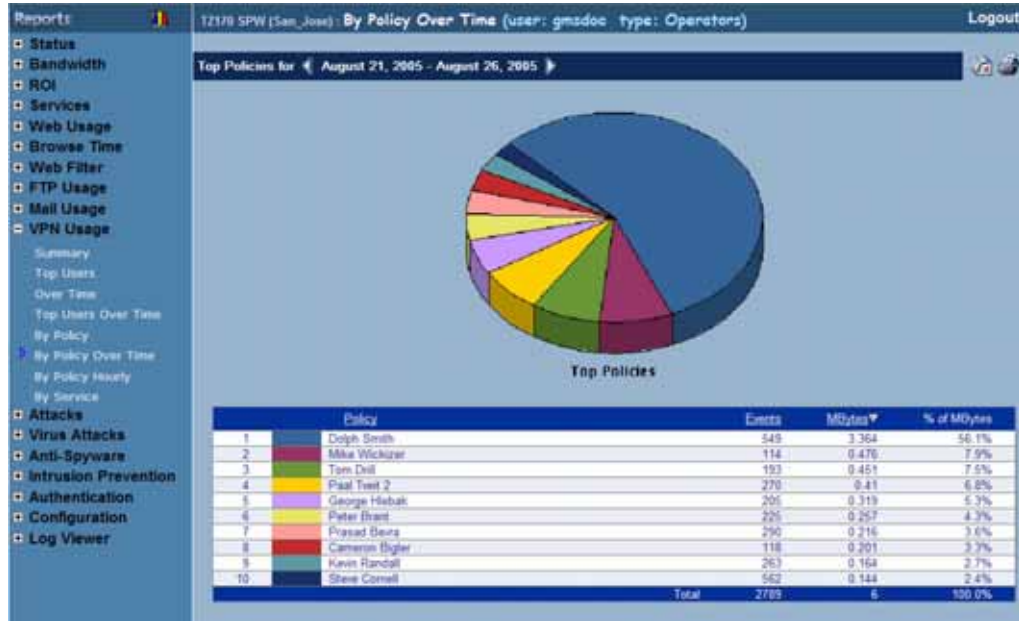 Reports
12170 SPW (San_Jose) : By Policy Over Time (user: gmsdoc type: Operators)
Logout
Status
Bandwidth
ROI
Services
Web Usage
Browse Time
Web Filter
FTP Usage
Mail Usage
VPN Usage
Summary
Top Users
Over Time
Top Users Over Time
By Policy
By Policy Over Time
By Policy Hourly
By Service
Attacks
Virus Attacks
Anti-Spyware
Intrusion Prevention
Authentication
Configuration
Log Viewer
Top Policies for August 21, 2005 - August 26, 2005
Top Policies
Policy Events MBytes▼ % of MBytes
1 Dolph Smith 549 3.364 56.1%
2 Mike Wickizer 114 0.476 7.9%
3 Tom Drill 193 0.451 7.5%
4 Paal Tveit 2 270 0.41 6.8%
5 George Hlebak 205 0.319 5.3%
6 Peter Brant 225 0.257 4.3%
7 Prasad 290 0.216 3.6%
8 Cameron Bigler 118 0.201 3.3%
9 Kevin Randall 263 0.164 2.7%
10 Steve Cornell 562 0.144 2.4%
Total 2789 6 100.0%